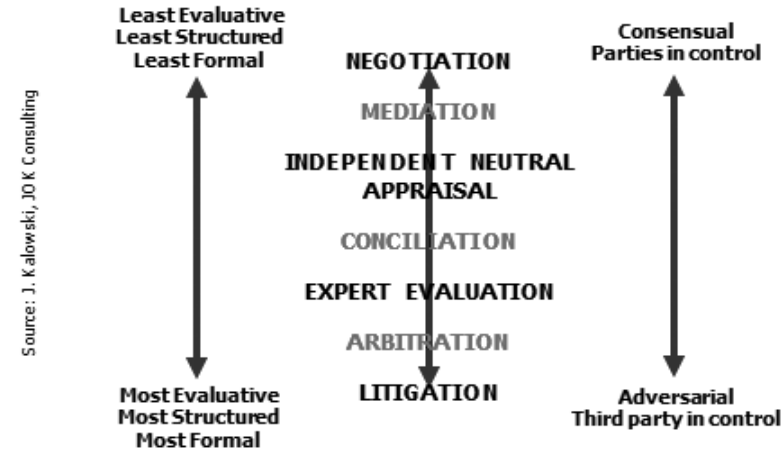 Least Evaluative
Least Structured
Least Formal
Consensual
Parties in control
NEGOTIATION
MEDIATION
INDEPENDENT NEUTRAL
APPRAISAL
CONCILIATION
EXPERT EVALUATION
ARBITRATION
LITIGATION
Most Evaluative
Most Structured
Most Formal
Adversarial
Third party in control
Source: J. Kalowski, JOK Consulting